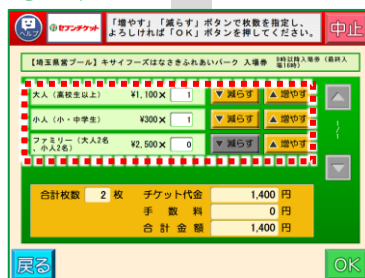 ヘルプ
セブンチケット
「増やす」「減らす」ボタンで枚数を指定し、
よろしければ「OK」ボタンを押してください。
中止
【埼玉県営プール】キサイフーズはなさきふれあいパーク 入場券
大人（高校生以上） ¥1,100× 1 ▼減らす ▲増やす
小人（小・中学生） ¥300× 1 ▼減らす ▲増やす
ファミリー（大人2名
、小人2名） ¥2,500× 0 ▼減らす ▲増やす
1/1
合計枚数 2 枚 チケット代金 1,400 円
手数料 0 円
合計金額 1,400 円
戻る
OK